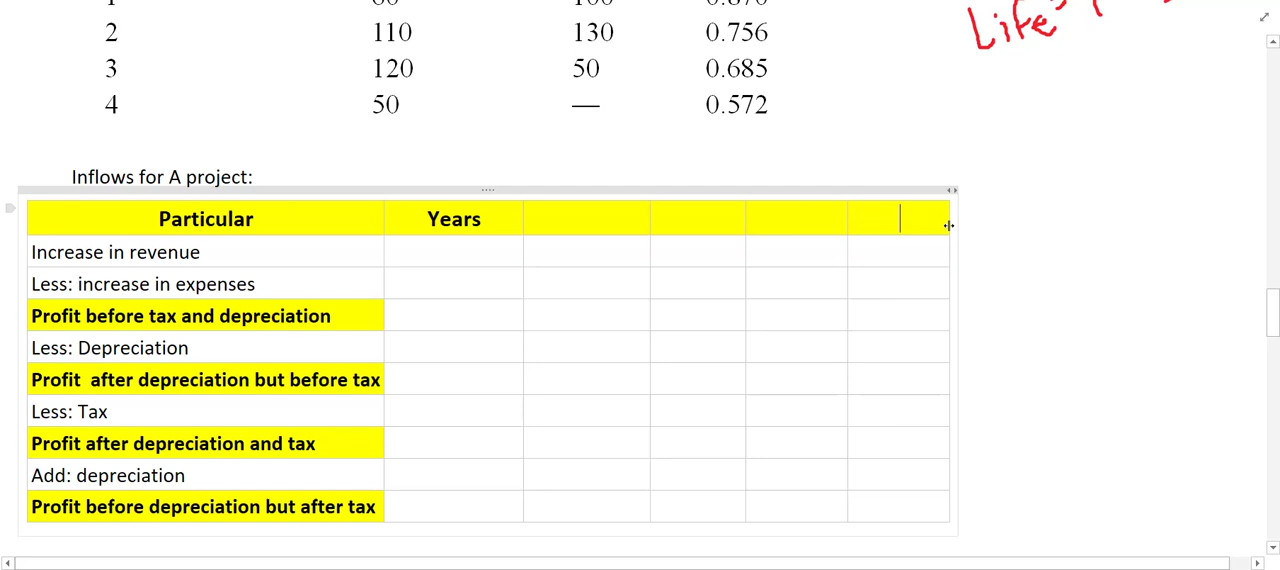 Life
2 110 130 0.756
3 120 50 0.685
4 50 — 0.572
Inflows for A project:
Particular Years
Increase in revenue
Less: increase in expenses
Profit before tax and depreciation
Less: Depreciation
Profit after depreciation but before tax
Less: Tax
Profit after depreciation and tax
Add: depreciation
Profit before depreciation but after tax